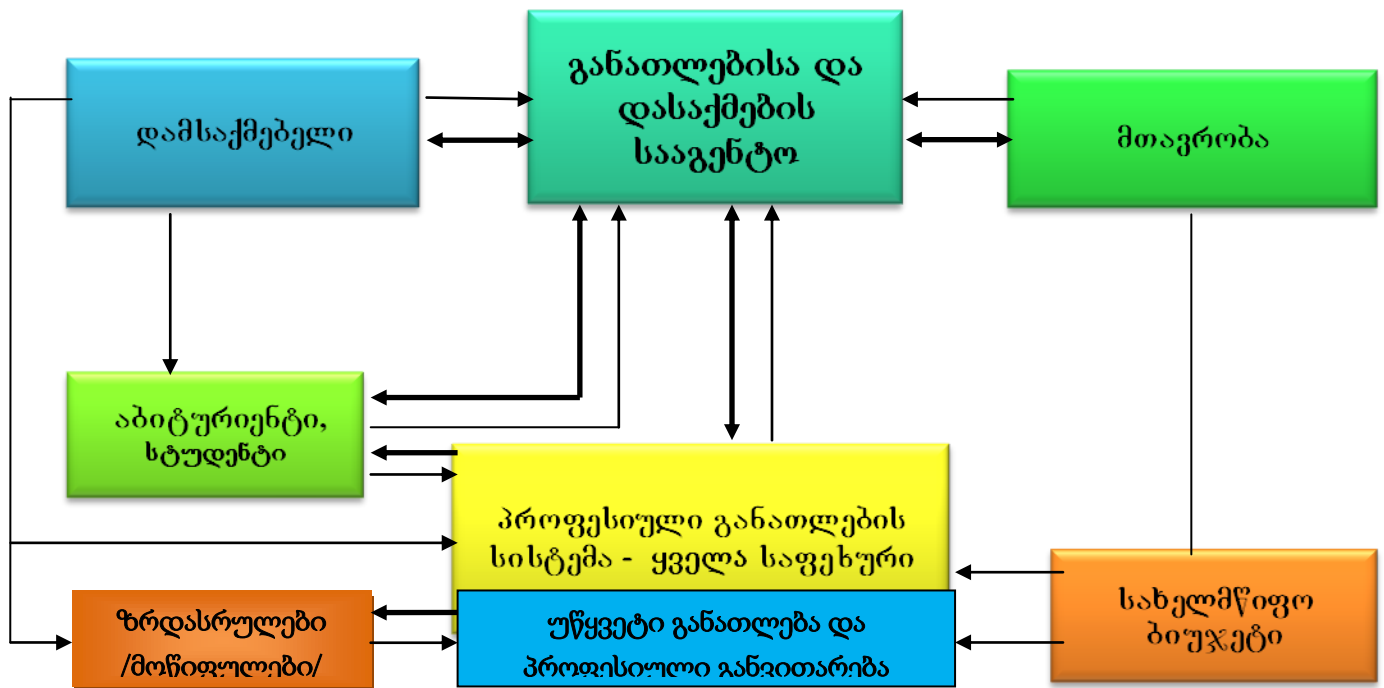 განათლებისა და
დასაქმების
სააგენტო
დამსაქმებელი
მთავრობა
აბიტურიენტი,
სტუდენტი
პროფესიული განათლების
სისტემა - ყველა საფეხური
სახელმწიფო
ბიუჯეტი
ზრდასრულები
/მოწიფულები/
უწყვეტი განათლება და
პროფესიული განვითარება